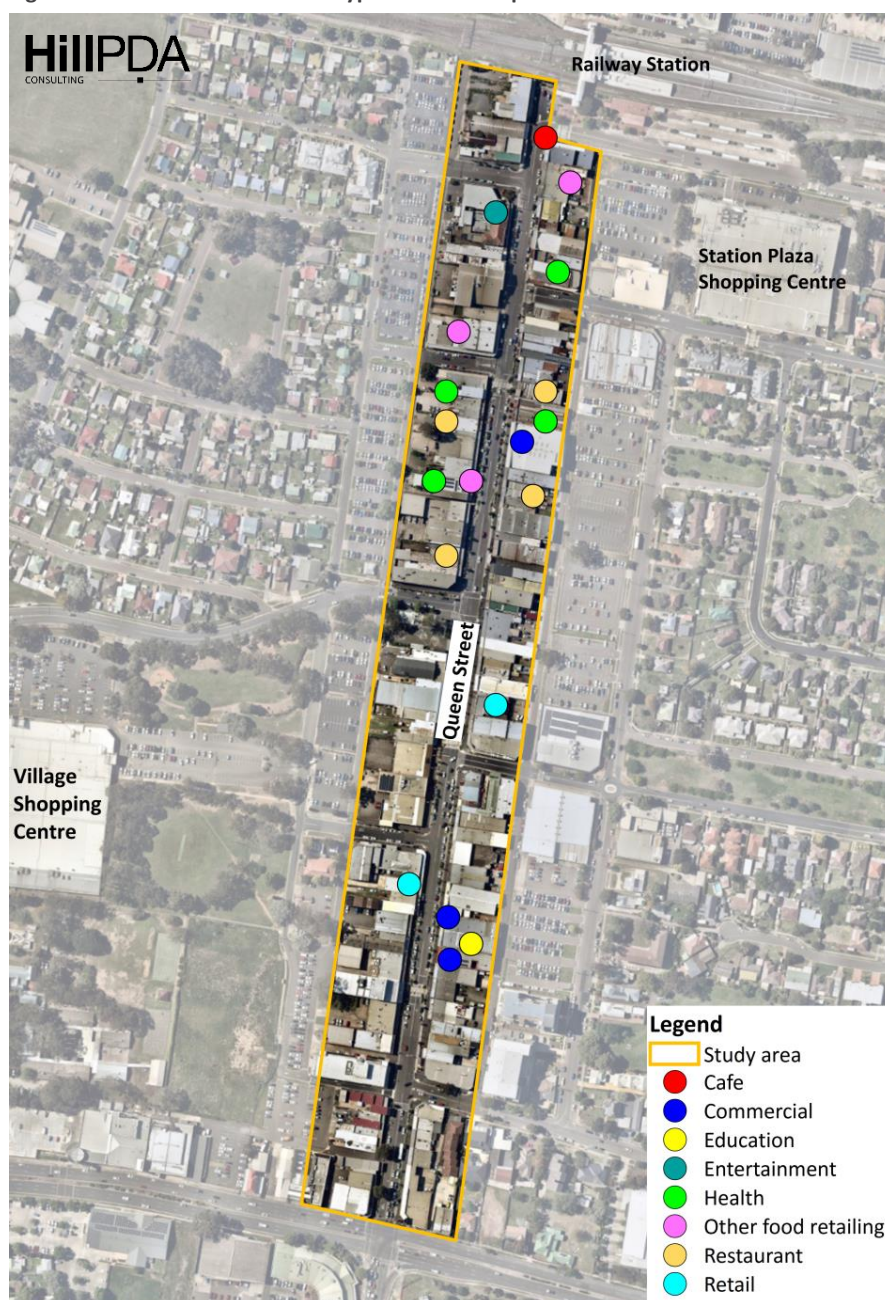 HillPDA
CONSULTING
Railway Station
Station Plaza
Shopping Centre
Queen Street
Village
Shopping
Centre
Legend
Study area
Cafe
Commercial
Education
Entertainment
Health
Other food retailing
Restaurant
Retail